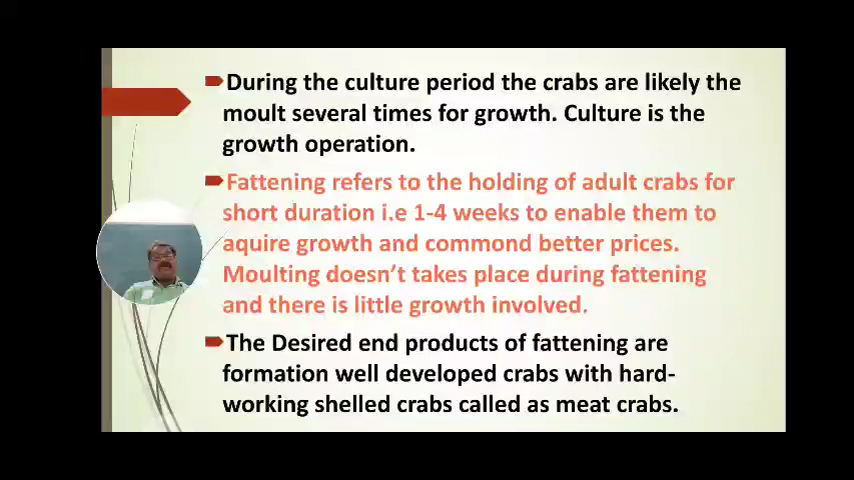 During the culture period the crabs are likely the
moult several times for growth. Culture is the
growth operation.
Fattening refers to the holding of adult crabs for
short duration i.e 1-4 weeks to enable them to
aquire growth and commond better prices.
Moulting doesn't takes place during fattening
and there is little growth involved.
The Desired end products of fattening are
formation well developed crabs with hard-
working shelled crabs called as meat crabs.